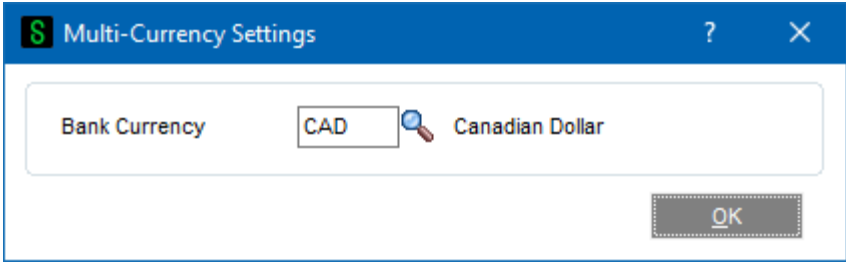 S Multi-Currency Settings ? ×
Bank Currency CAD Canadian Dollar
OK